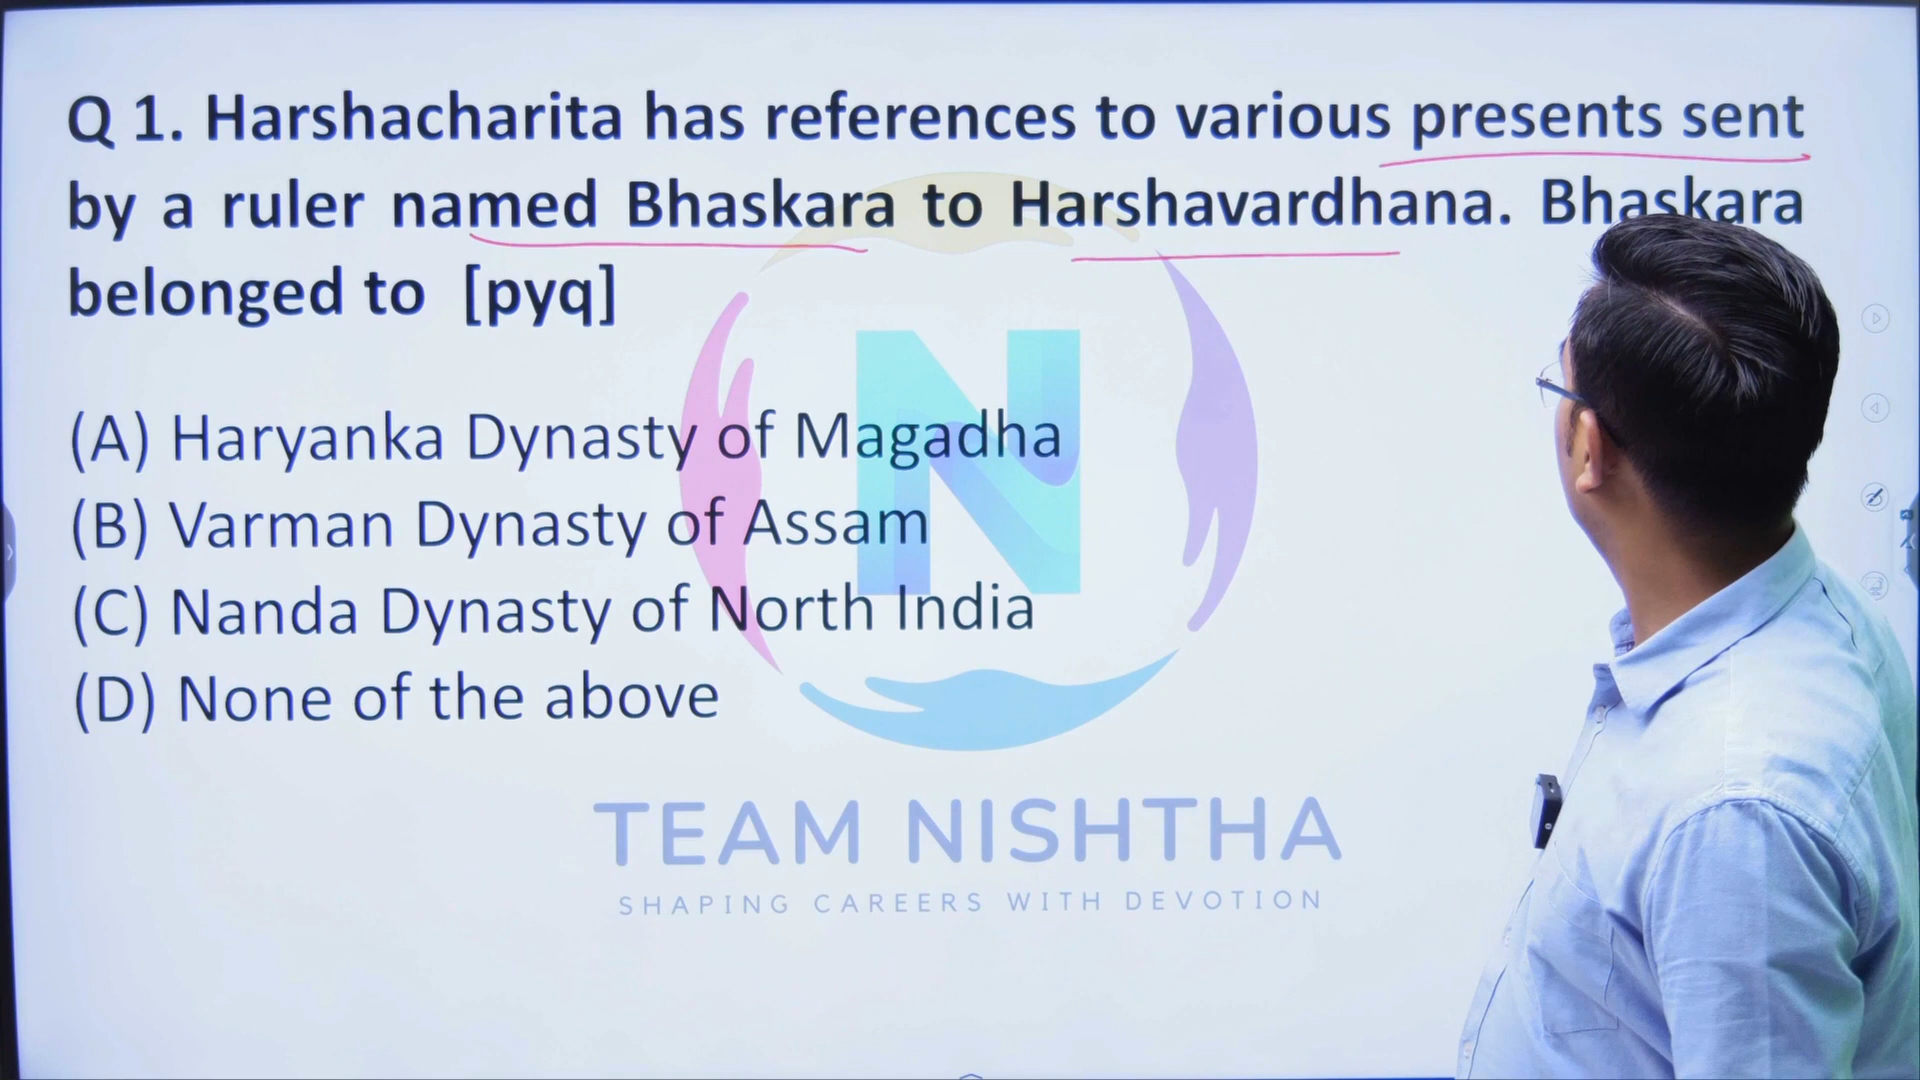 Q 1. Harshacharita has references to various presents sent
by a ruler named Bhaskara to Harshavardhana. Bhaskara
belonged to [pyq]
(A) Haryanka Dynasty of Magadha
(B) Varman Dynasty of Assam
(C) Nanda Dynasty of North India
(D) None of the above
N
TEAM NISHTHA
SHAPING CAREERS WITH DEVOTION